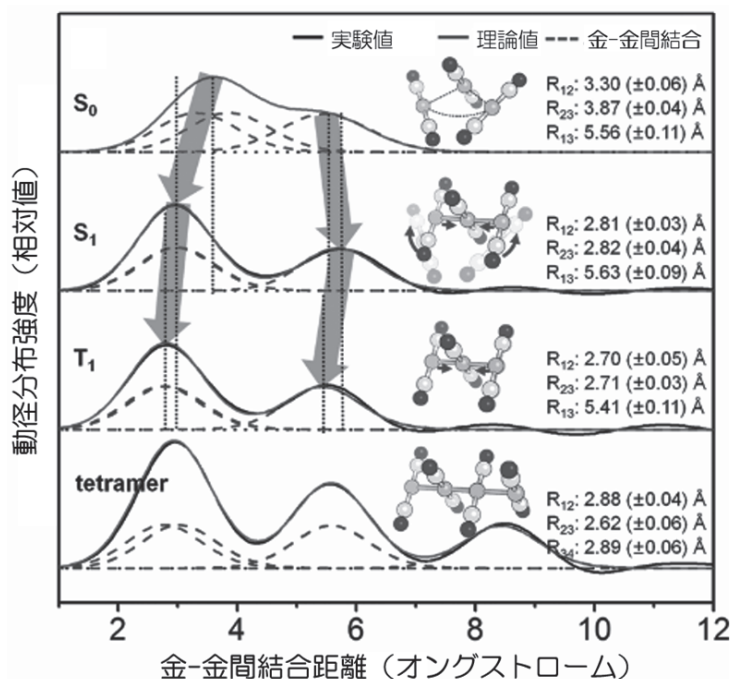 実験値 理論値 金-金間結合
S0
R12: 3.30 (±0.06) Å
R23: 3.87 (±0.04) Å
R13: 5.56 (±0.11) Å
S1
R12: 2.81 (±0.03) Å
R23: 2.82 (±0.04) Å
R13: 5.63 (±0.09) Å
T1
R12: 2.70 (±0.05) Å
R23: 2.71 (±0.03) Å
R13: 5.41 (±0.11) Å
tetramer
R12: 2.88 (±0.04) Å
R23: 2.62 (±0.06) Å
R34: 2.89 (±0.06) Å
動径分布強度（相対値）
2 4 6 8 10 12
金-金間結合距離（オングストローム）